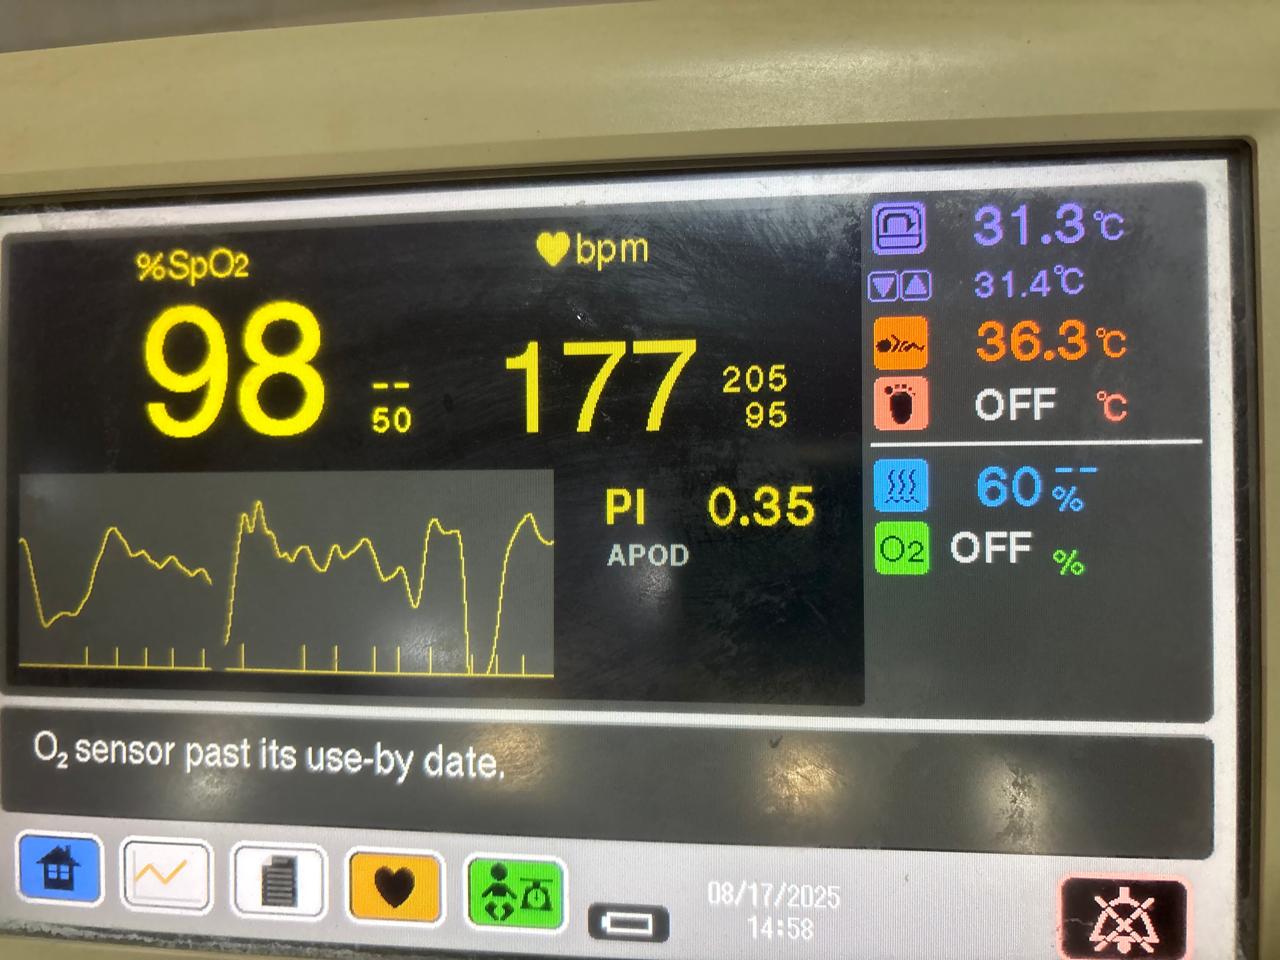 %SpO2
98
--
50
bpm
177
205
95
PI 0.35
APOD
31.3 °C
31.4°C
36.3 °C
OFF °C
60 -- %
O2 OFF %
O₂ sensor past its use-by date.
08/17/2025
14:58